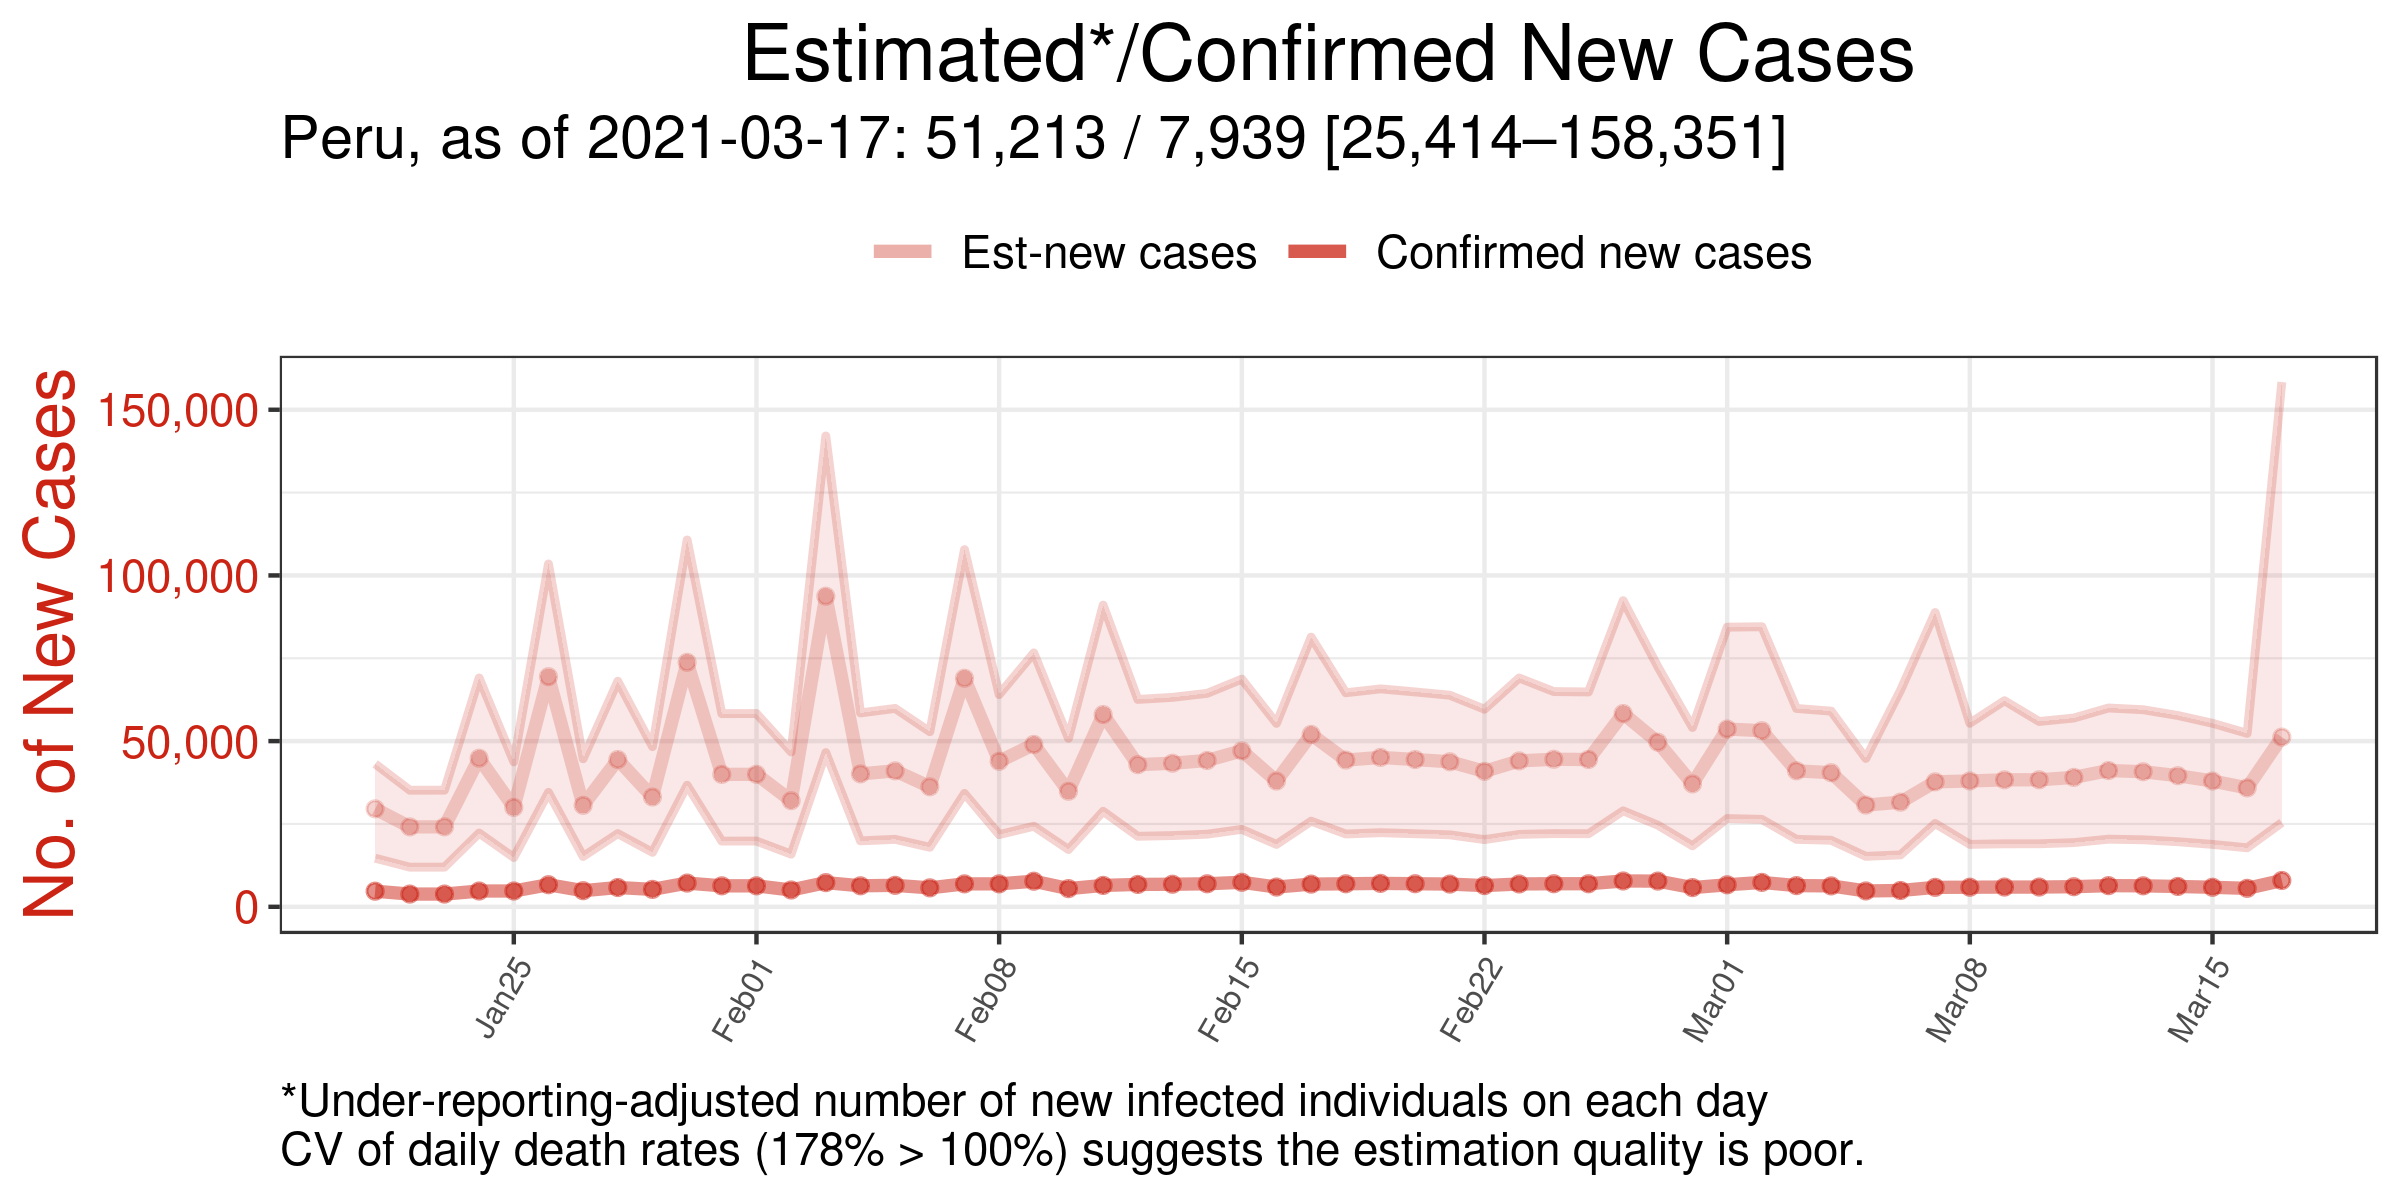 Estimated*/Confirmed New Cases
Peru, as of 2021-03-17: 51,213 / 7,939 [25,414–158,351]
Est-new cases Confirmed new cases
No. of New Cases
150,000
100,000
50,000
0
Jan25 Feb01 Feb08 Feb15 Feb22 Mar01 Mar08 Mar15
*Under-reporting-adjusted number of new infected individuals on each day
CV of daily death rates (178% > 100%) suggests the estimation quality is poor.